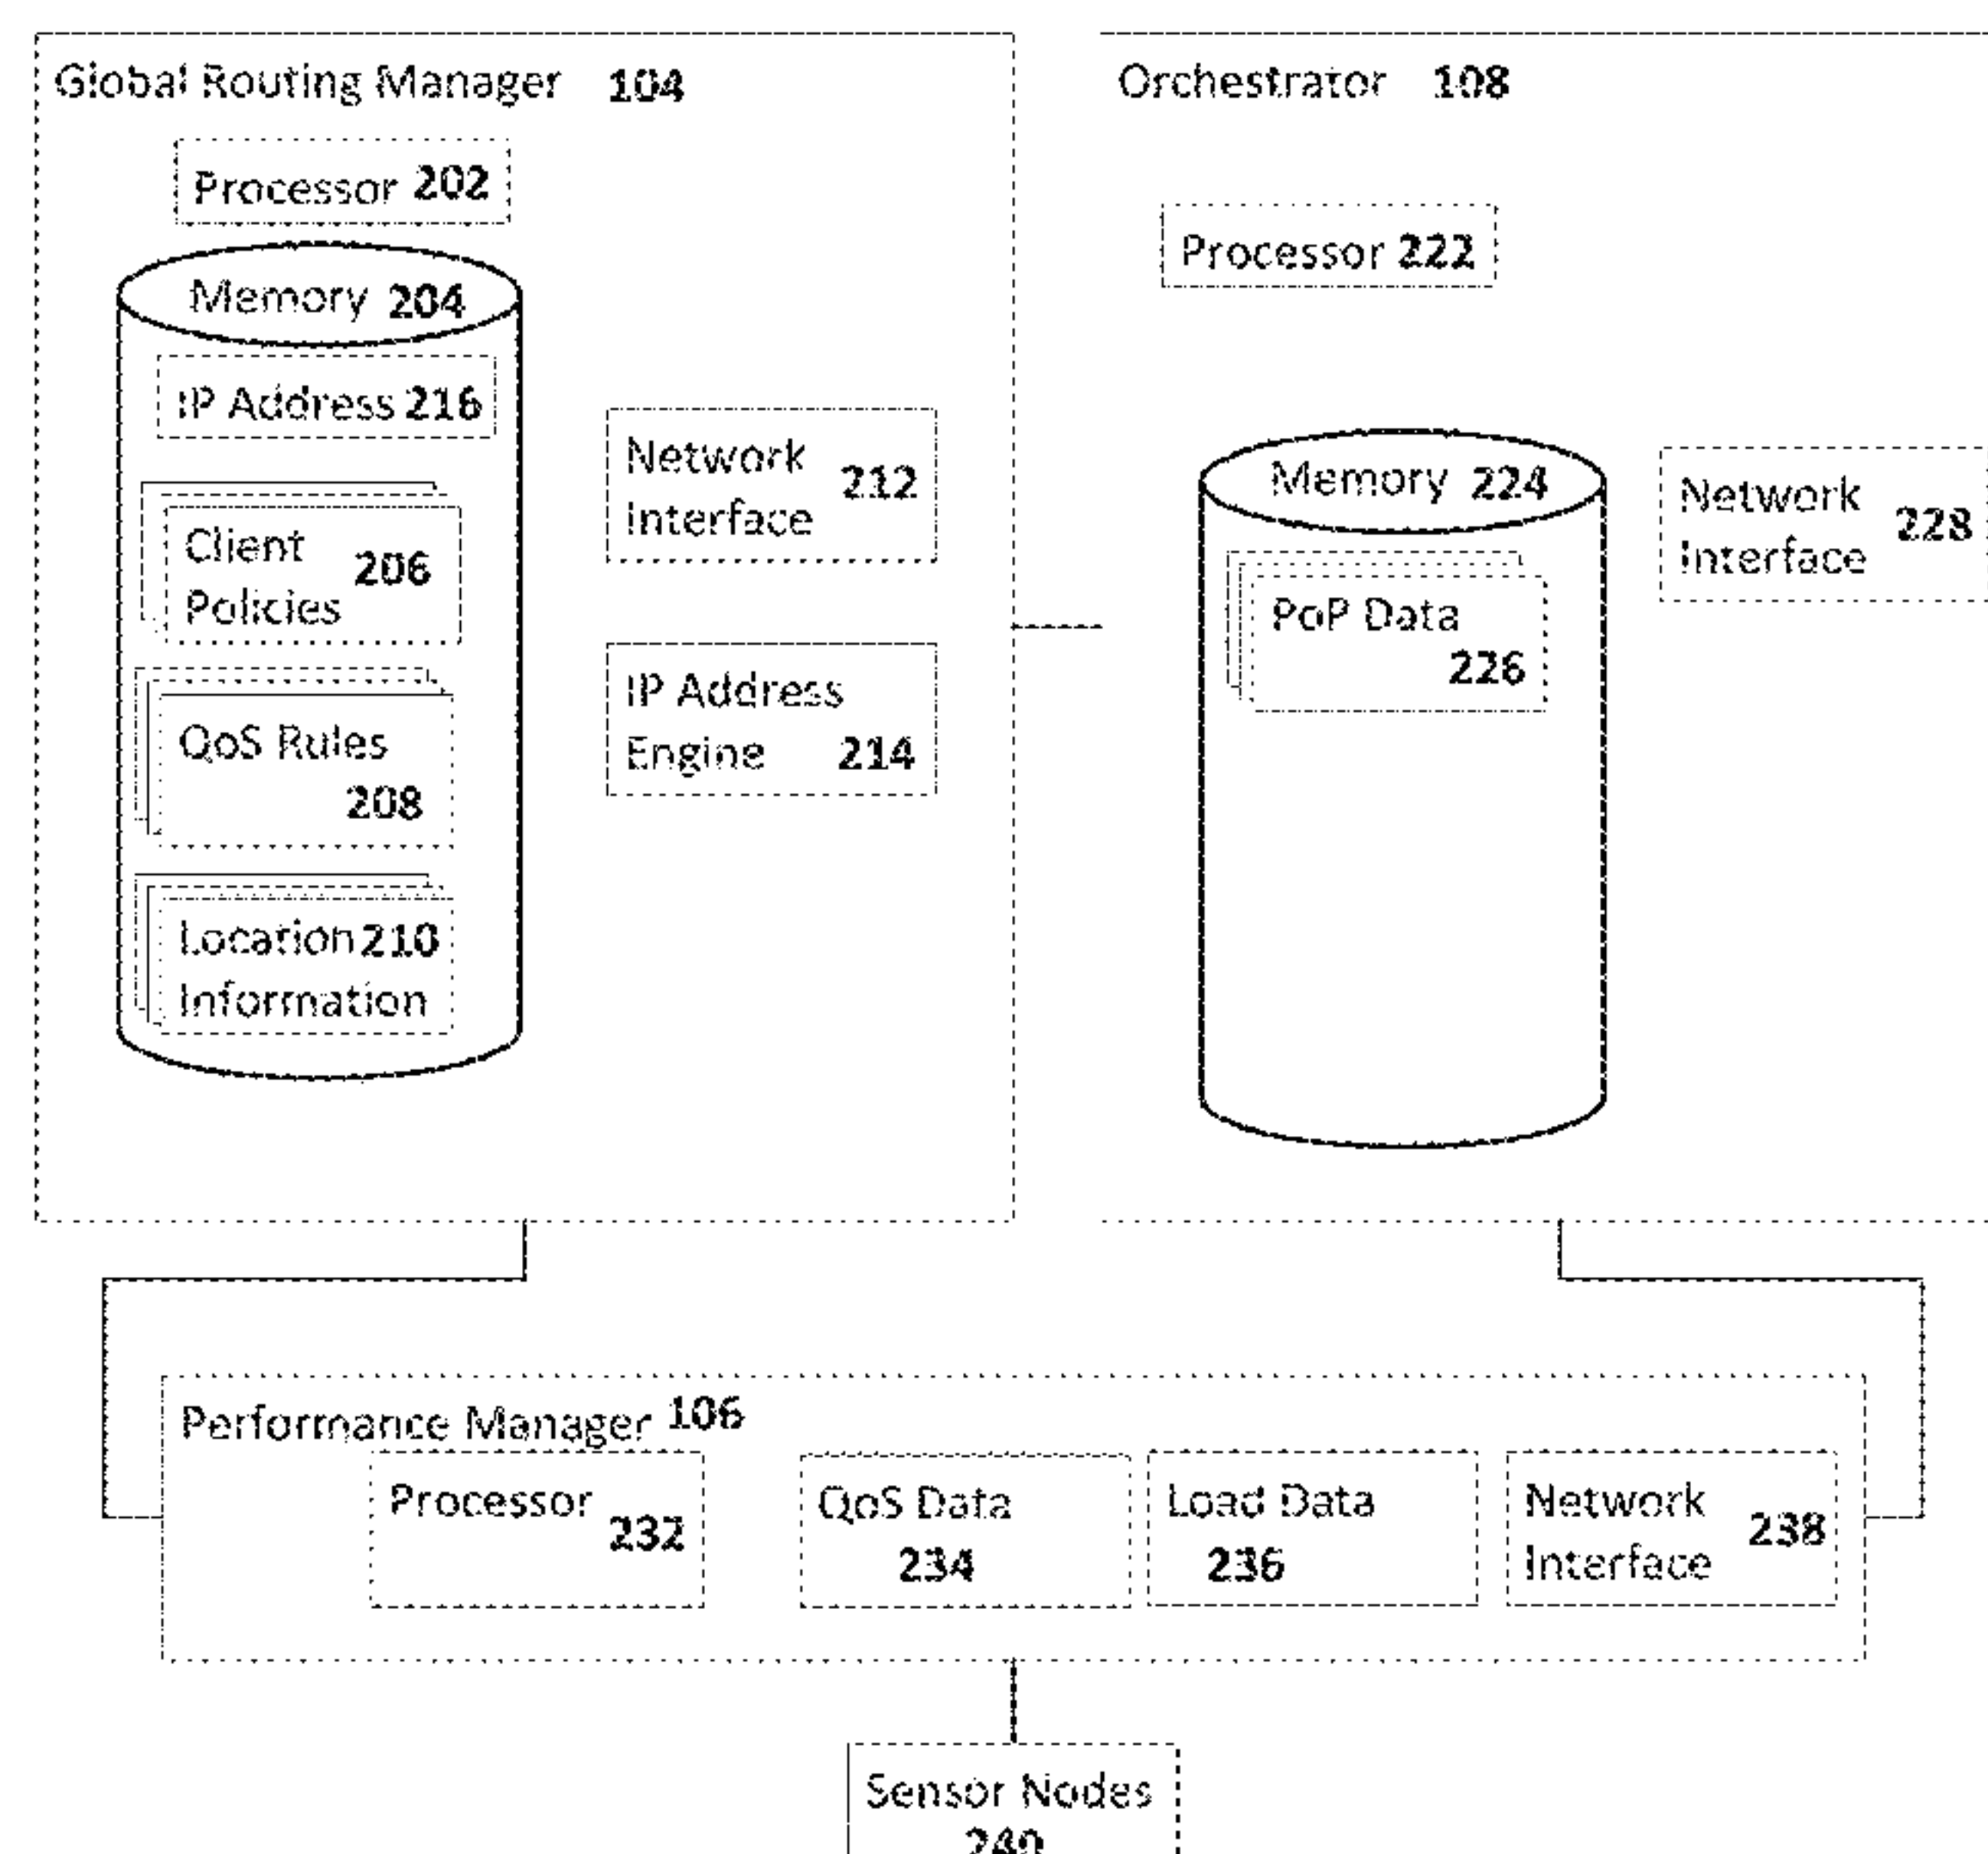 Global Routing Manager 104
Processor 202
Memory 204
IP Address 216
Client
Policies 206
QoS Rules
208
Location 210
Information
Network
Interface 212
IP Address
Engine 214
Orchestrator 108
Processor 222
Memory 224
PoP Data
226
Network
Interface 228
Performance Manager 106
Processor
232
QoS Data
234
Load Data
236
Network
Interface 238
Sensor Nodes
240